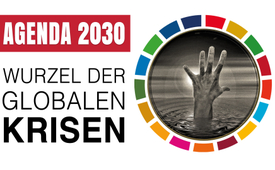 AGENDA 2030
WURZEL DER
GLOBALEN
KRISEN